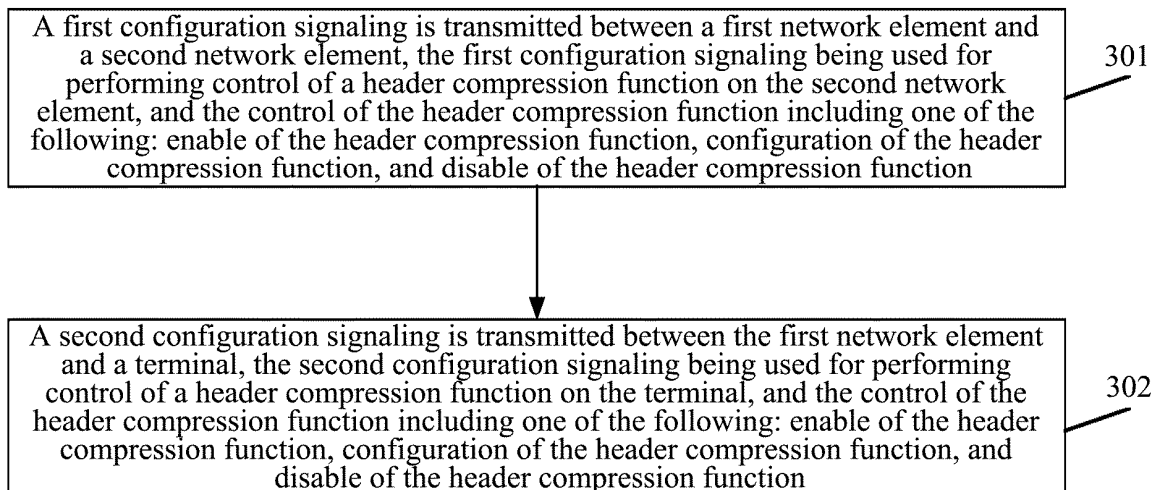 A first configuration signaling is transmitted between a first network element and
a second network element, the first configuration signaling being used for
performing control of a header compression function on the second network
element, and the control of the header compression function including one of the
following: enable of the header compression function, configuration of the header
compression function, and disable of the header compression function
301
A second configuration signaling is transmitted between the first network element
and a terminal, the second configuration signaling being used for performing
control of a header compression function on the terminal, and the control of the
header compression function including one of the following: enable of the header
compression function, configuration of the header compression function, and
disable of the header compression function
302